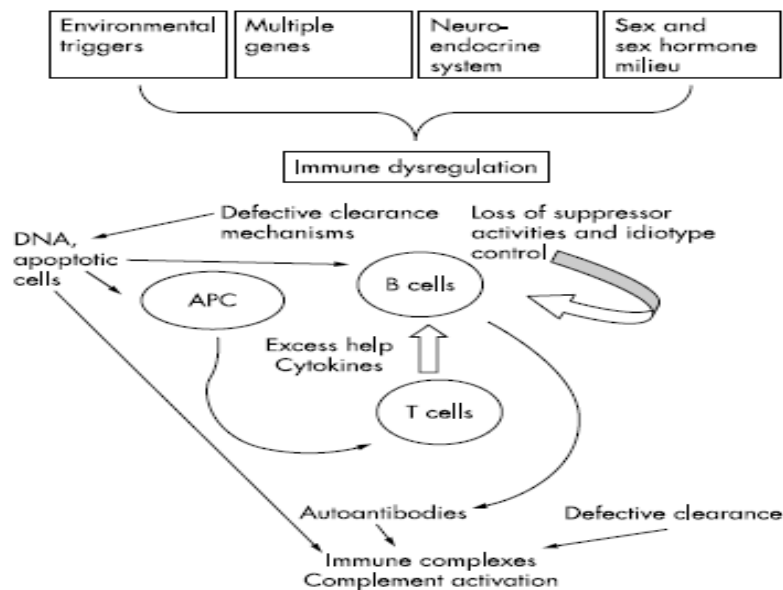 Environmental
triggers
Multiple
genes
Neuro-
endocrine
system
Sex and
sex hormone
milieu
Immune dysregulation
Defective clearance
mechanisms
Loss of suppressor
activities and idiotype
control
DNA,
apoptotic
cells
APC
B cells
Excess help
Cytokines
T cells
Autoantibodies
Defective clearance
Immune complexes
Complement activation